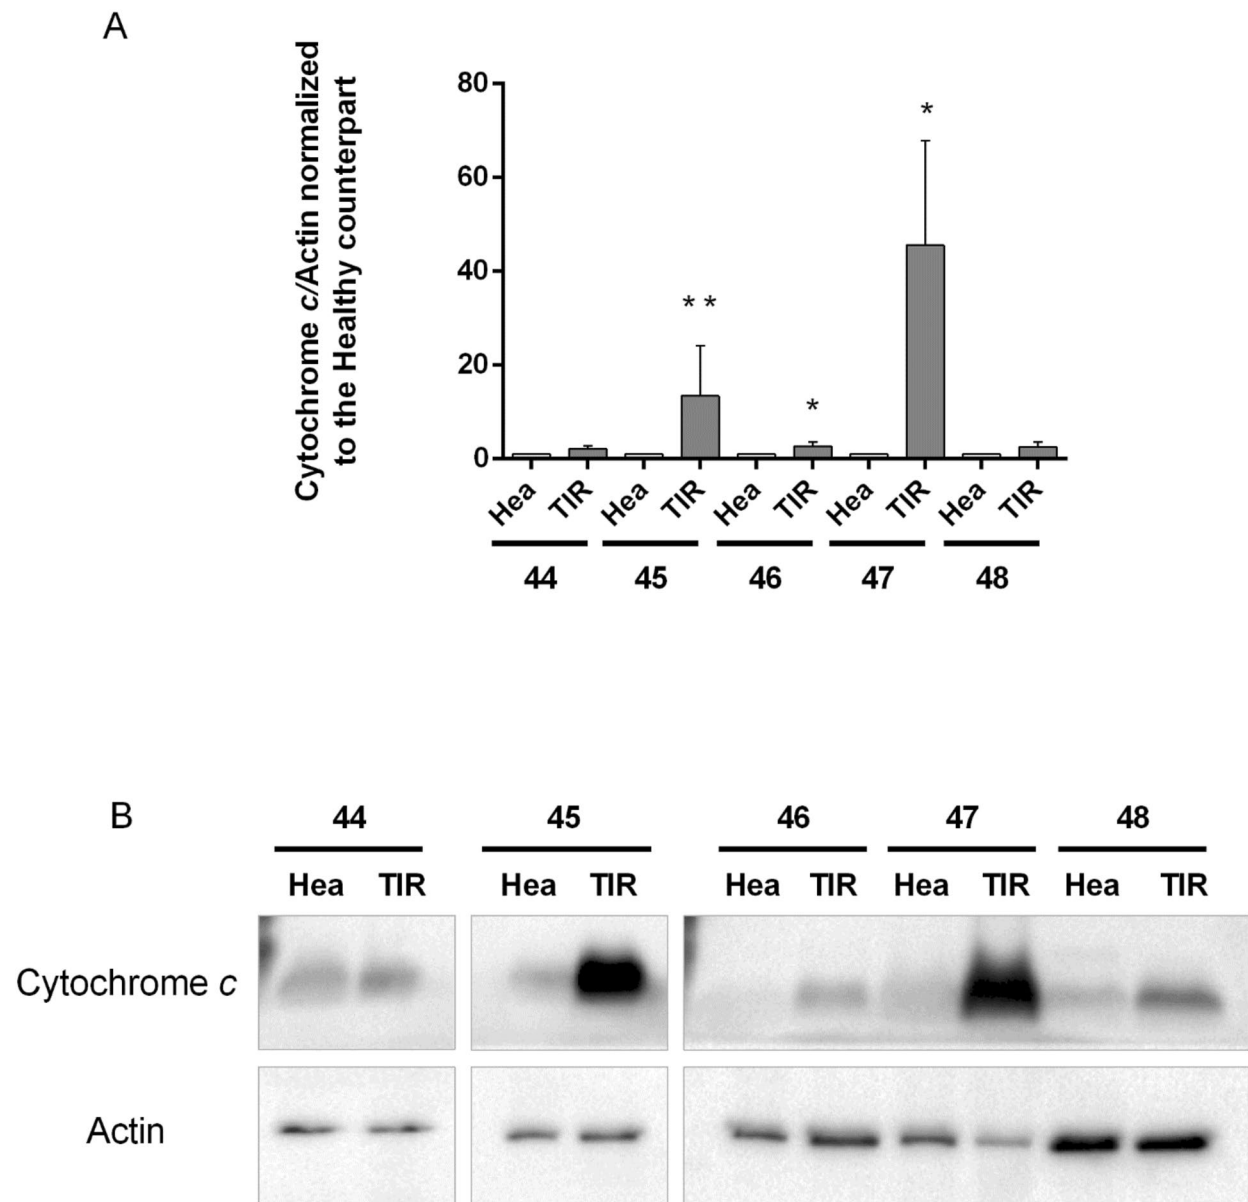 A
Cytochrome c/Actin normalized
to the Healthy counterpart
80
60
40
20
0
* *
*
*
Hea TIR Hea TIR Hea TIR Hea TIR Hea TIR
44 45 46 47 48
B
44 45 46 47 48
Hea TIR Hea TIR Hea TIR Hea TIR Hea TIR
Cytochrome c
Actin